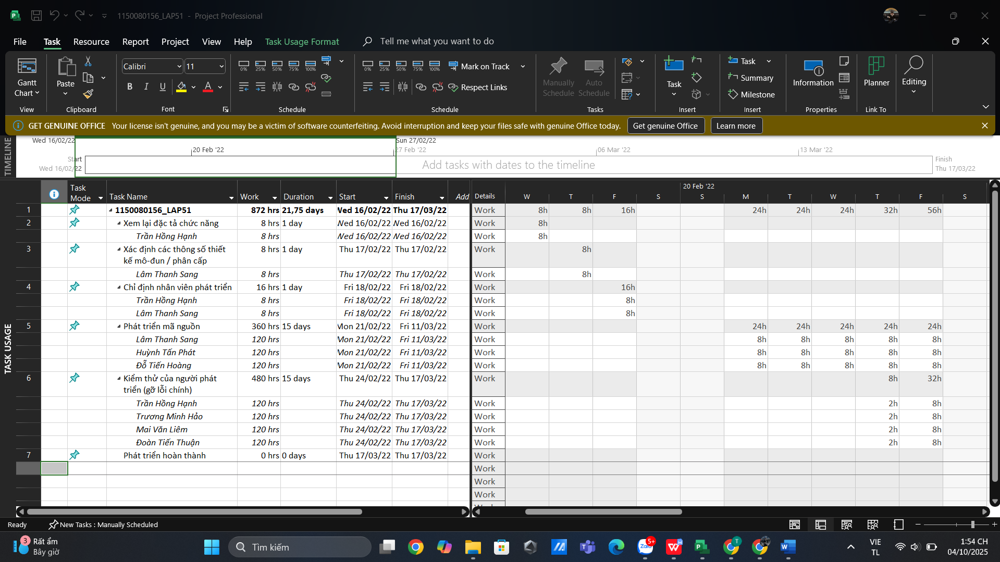 1150080156_LAP51 - Project Professional
File Task Resource Report Project View Help Task Usage Format Tell me what you want to do
Gantt Chart
View
Paste
Clipboard
Calibri 11
B I U A
Font
0% 25% 50% 75% 100%
Schedule
0% 25% 50% 75% 100% Mark on Track
Respect Links
Schedule
Manually Schedule
Auto Schedule
Tasks
Task
Insert
Task
Summary
Milestone
Insert
Information
Properties
Planner
Link To
Editing
GET GENUINE OFFICE Your license isn't genuine, and you may be a victim of software counterfeiting. Avoid interruption and keep your files safe with genuine Office today. Get genuine Office Learn more
TIMELINE
Wed 16/02/22 Sun 27/02/22
20 Feb '22 27 Feb '22 06 Mar '22 13 Mar '22
Start
Wed 16/02/22
Add tasks with dates to the timeline
Finish
Thu 17/03/22
TASK USAGE
20 Feb '22
Task Mode Task Name Work Duration Start Finish Add Details W T F S S M T W T F S
1 1150080156_LAP51 872 hrs 21,75 days Wed 16/02/22 Thu 17/03/22 Work 8h 8h 16h 24h 24h 24h 32h 56h
2 Xem lại đặc tả chức năng 8 hrs 1 day Wed 16/02/22 Wed 16/02/22 Work 8h
Trần Hồng Hạnh 8 hrs Wed 16/02/22 Wed 16/02/22 Work 8h
3 Xác định các thông số thiết 8 hrs 1 day Thu 17/02/22 Thu 17/02/22 Work 8h
kế mô-đun / phân cấp
Lâm Thanh Sang 8 hrs Thu 17/02/22 Thu 17/02/22 Work 8h
4 Chỉ định nhân viên phát triển 16 hrs 1 day Fri 18/02/22 Fri 18/02/22 Work 16h
Trần Hồng Hạnh 8 hrs Fri 18/02/22 Fri 18/02/22 Work 8h
Lâm Thanh Sang 8 hrs Fri 18/02/22 Fri 18/02/22 Work 8h
5 Phát triển mã nguồn 360 hrs 15 days Mon 21/02/22 Fri 11/03/22 Work 24h 24h 24h 24h 24h
Lâm Thanh Sang 120 hrs Mon 21/02/22 Fri 11/03/22 Work 8h 8h 8h 8h 8h
Huỳnh Tấn Phát 120 hrs Mon 21/02/22 Fri 11/03/22 Work 8h 8h 8h 8h 8h
Đỗ Tiến Hoàng 120 hrs Mon 21/02/22 Fri 11/03/22 Work 8h 8h 8h 8h 8h
6 Kiểm thử của người phát 480 hrs 15 days Thu 24/02/22 Thu 17/03/22 Work 8h 32h
triển (gỡ lỗi chính)
Trần Hồng Hạnh 120 hrs Thu 24/02/22 Thu 17/03/22 Work 2h 8h
Trương Minh Hảo 120 hrs Thu 24/02/22 Thu 17/03/22 Work 2h 8h
Mai Văn Liêm 120 hrs Thu 24/02/22 Thu 17/03/22 Work 2h 8h
Đoàn Tiến Thuận 120 hrs Thu 24/02/22 Thu 17/03/22 Work 2h 8h
7 Phát triển hoàn thành 0 hrs 0 days Thu 17/03/22 Thu 17/03/22 Work
Work
Work
Work
Ready New Tasks : Manually Scheduled
3 Rất ẩm
Bây giờ
Tìm kiếm
Zalo 5+
VIE
TL
1:54 CH
04/10/2025